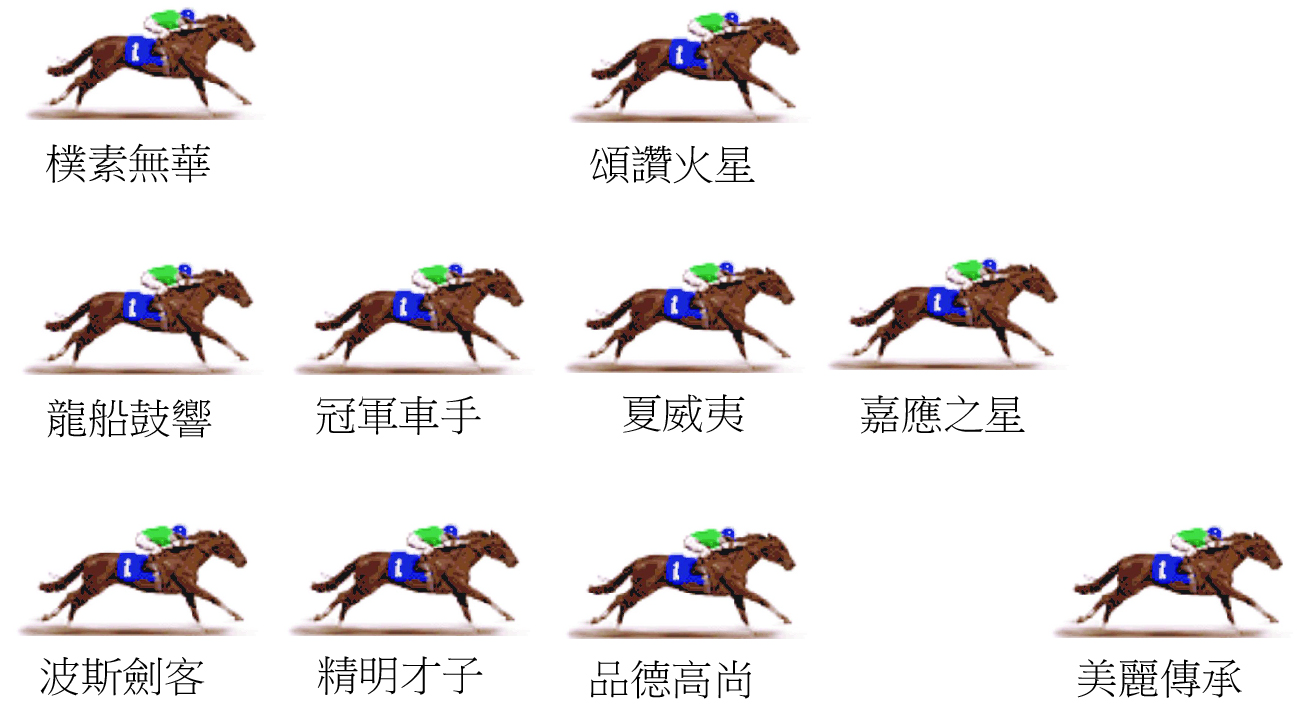 樸素無華
頌讚火星
龍船鼓響
冠軍車手
夏威夷
嘉應之星
波斯劍客
精明才子
品德高尚
美麗傳承